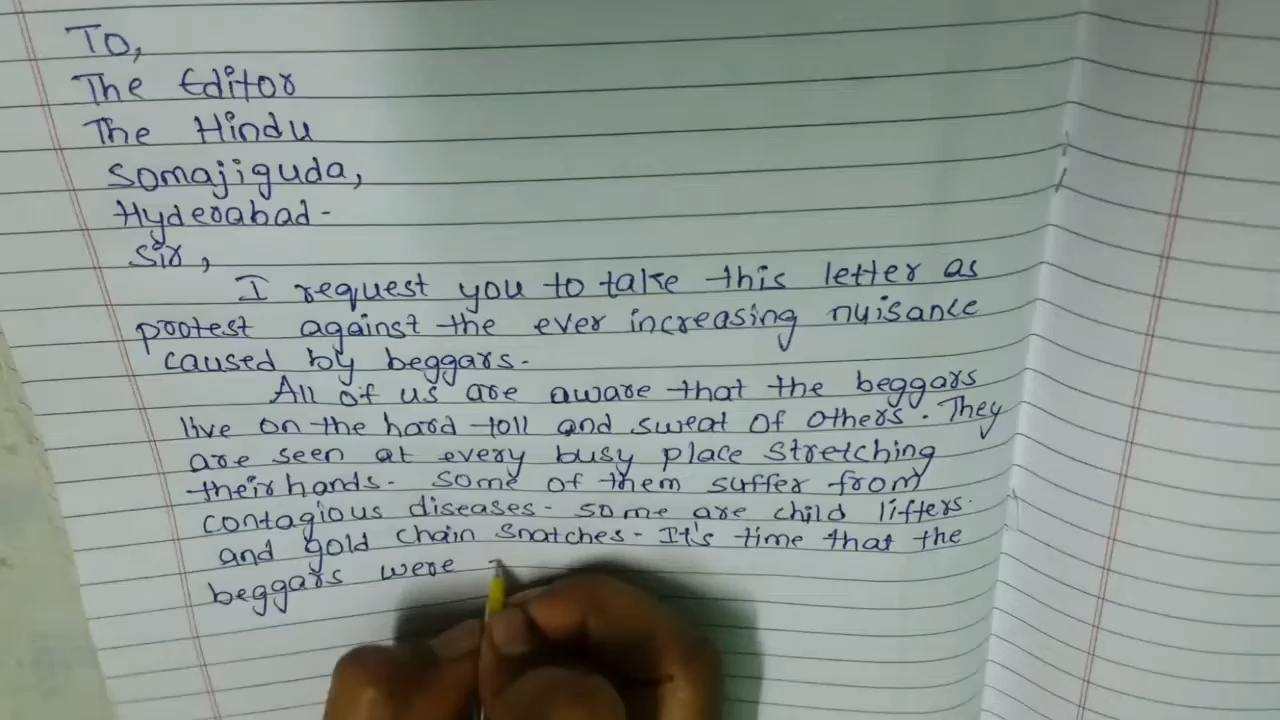 To,
The Editor
The Hindu
Somajiguda,
Hyderabad-
Sir,
I request you to take this letter as
protest against the ever increasing nuisance
caused by beggars.
All of us are aware that the beggars
live on the hard toll and sweat of others. They
are seen at every busy place stretching
their hands. Some of them suffer from
contagious diseases. some are child lifters.
and gold chain snatches. It's time that the
beggars were